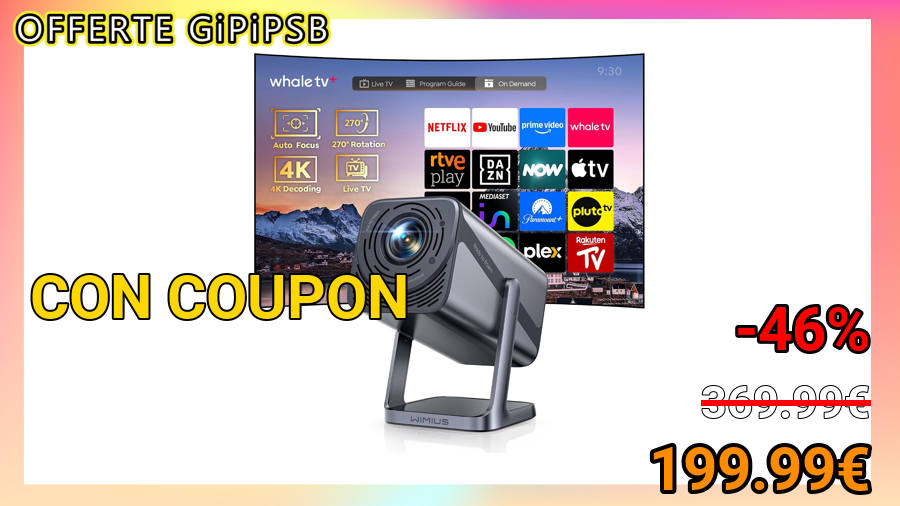 OFFERTE GiPiPSB
whale tv+
Live TV
Program Guide
On Demand
9:30
Auto Focus
270°
270° Rotation
4K
4K Decoding
TV
Live TV
NETFLIX
YouTube
prime video
whale tv
rtve play
DAZN
NOW
tv
MEDIASET
in
Paramount+
pluto tv
plex
Rakuten TV
CON COUPON
WIMIUS
-46%
369.99€
199.99€